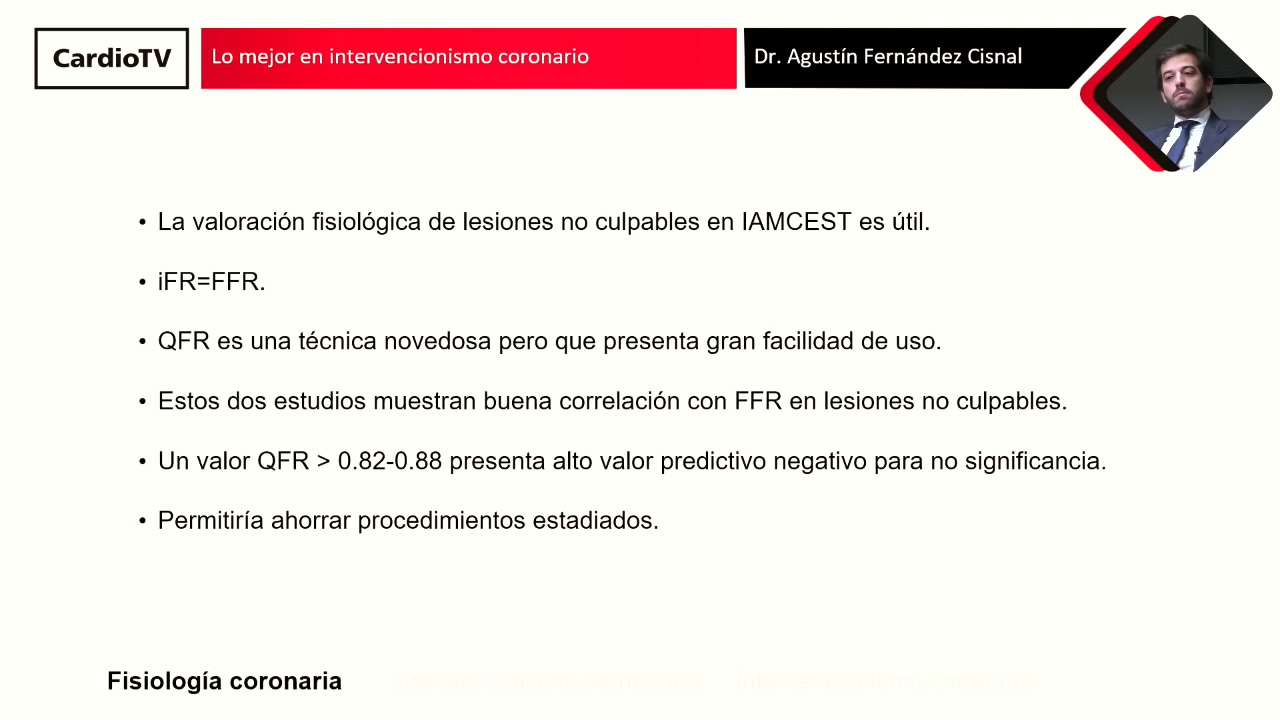 CardioTV
Lo mejor en intervencionismo coronario
Dr. Agustín Fernández Cisnal
• La valoración fisiológica de lesiones no culpables en IAMCEST es útil.
• iFR=FFR.
• QFR es una técnica novedosa pero que presenta gran facilidad de uso.
• Estos dos estudios muestran buena correlación con FFR en lesiones no culpables.
• Un valor QFR > 0.82-0.88 presenta alto valor predictivo negativo para no significancia.
• Permitiría ahorrar procedimientos estadiados.
Fisiología coronaria